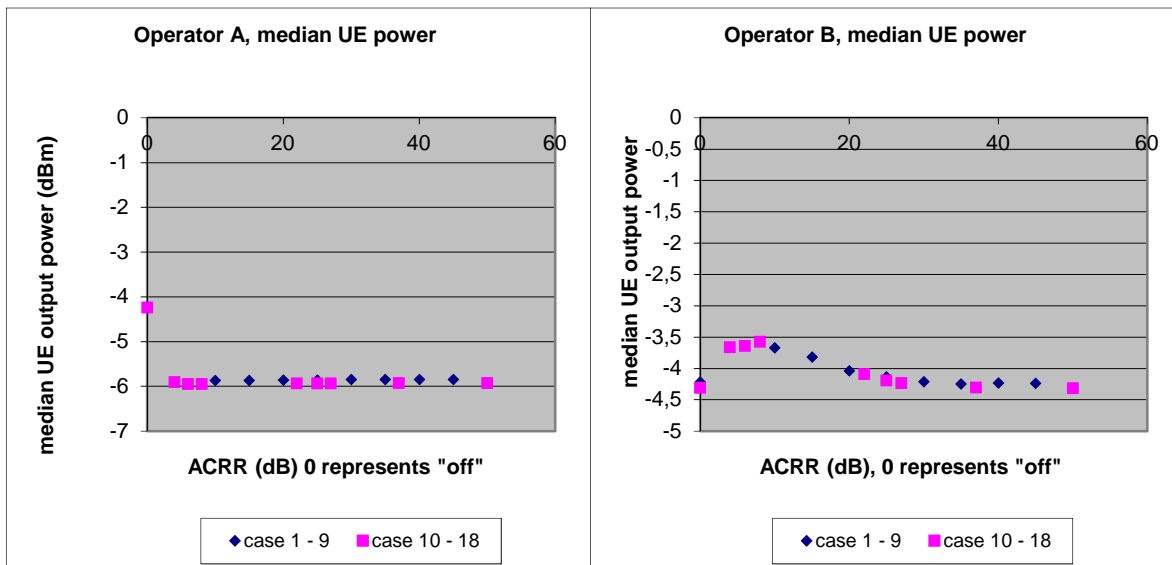 Operator A, median UE power
0
-1
-2
-3
-4
-5
-6
-7
0 20 40 60
median UE output power (dBm)
ACRR (dB) 0 represents "off"
case 1 - 9 case 10 - 18
Operator B, median UE power
0
-0,5
-1
-1,5
-2
-2,5
-3
-3,5
-4
-4,5
-5
0 20 40 60
median UE output power
ACRR (dB), 0 represents "off"
case 1 - 9 case 10 - 18